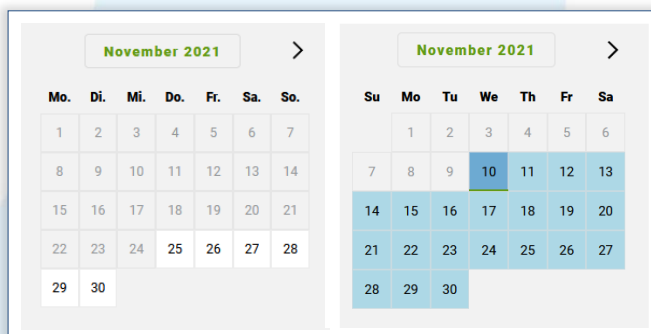 November 2021 >
Mo. Di. Mi. Do. Fr. Sa. So.
1 2 3 4 5 6 7
8 9 10 11 12 13 14
15 16 17 18 19 20 21
22 23 24 25 26 27 28
29 30
November 2021 >
Su Mo Tu We Th Fr Sa
1 2 3 4 5 6
7 8 9 10 11 12 13
14 15 16 17 18 19 20
21 22 23 24 25 26 27
28 29 30